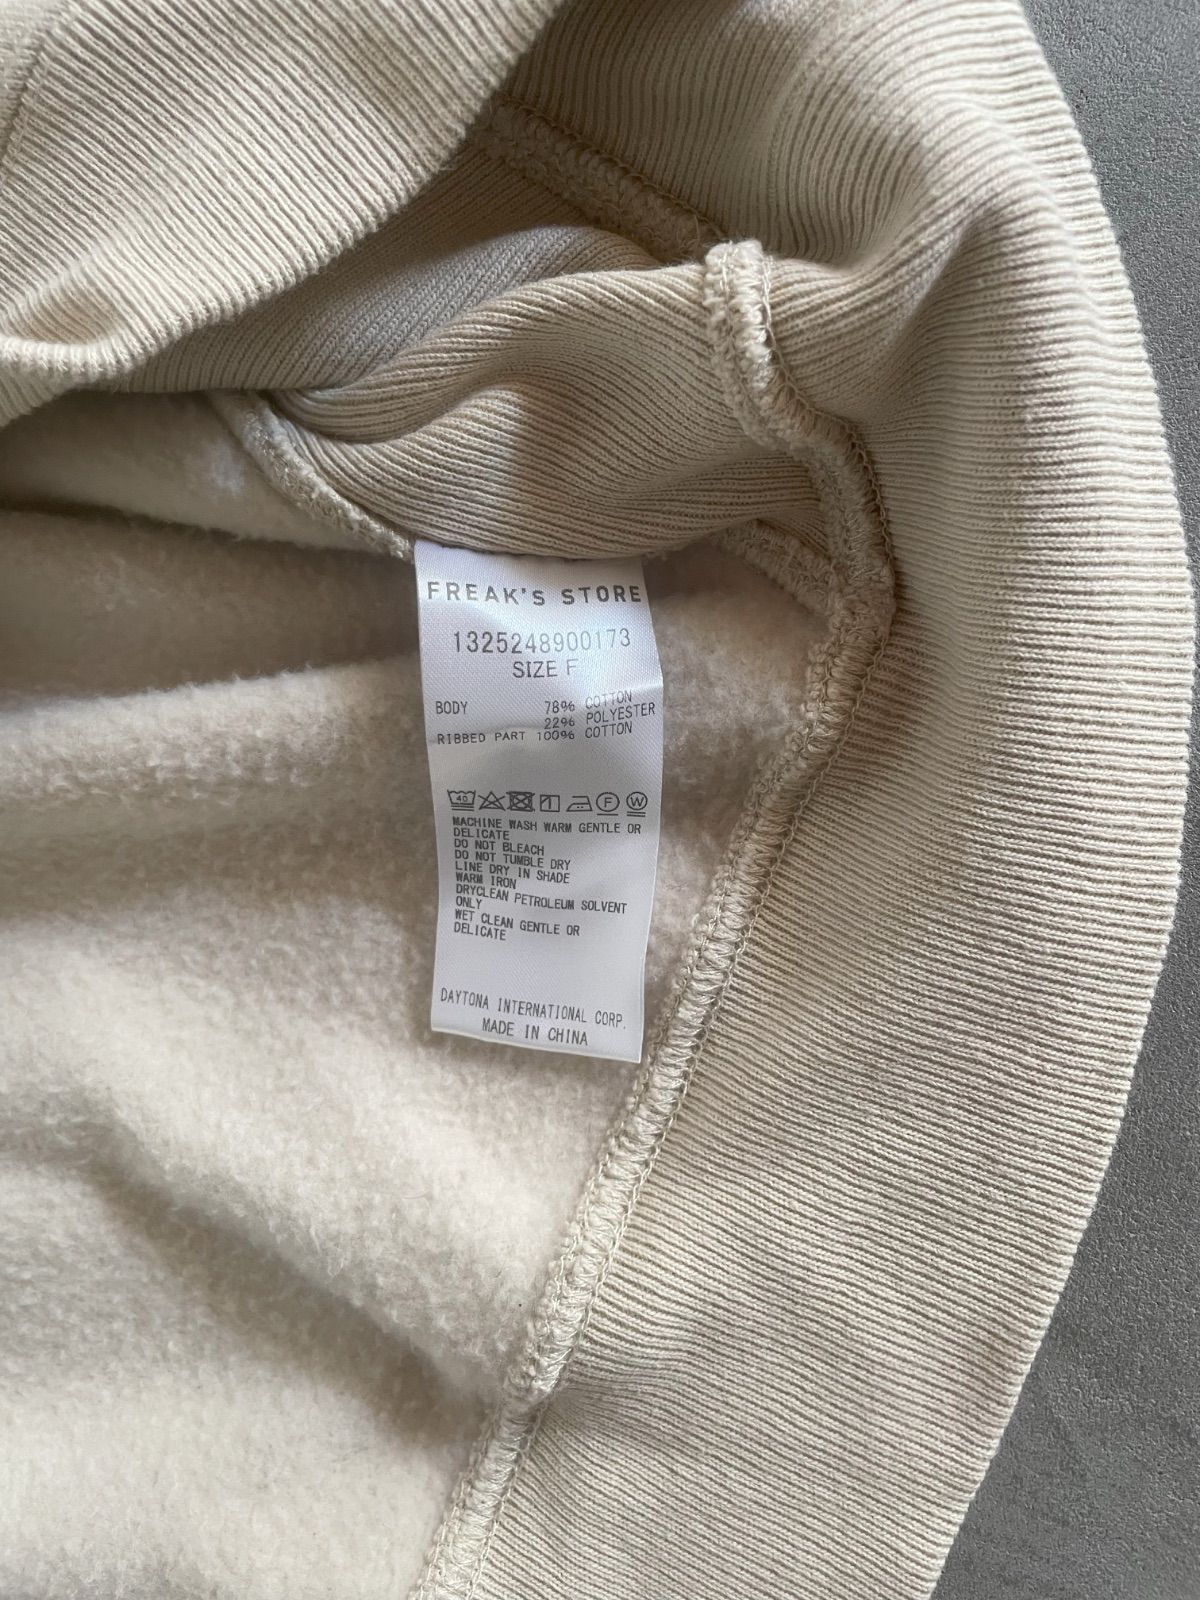 FREAK'S STORE
1325248900173
SIZE F
BODY 78% COTTON
22% POLYESTER
RIBBED PART 100% COTTON
40 F W
MACHINE WASH WARM GENTLE OR
DELICATE
DO NOT BLEACH
DO NOT TUMBLE DRY
LINE DRY IN SHADE
WARM IRON
DRYCLEAN PETROLEUM SOLVENT
ONLY
WET CLEAN GENTLE OR
DELICATE
DAYTONA INTERNATIONAL CORP.
MADE IN CHINA